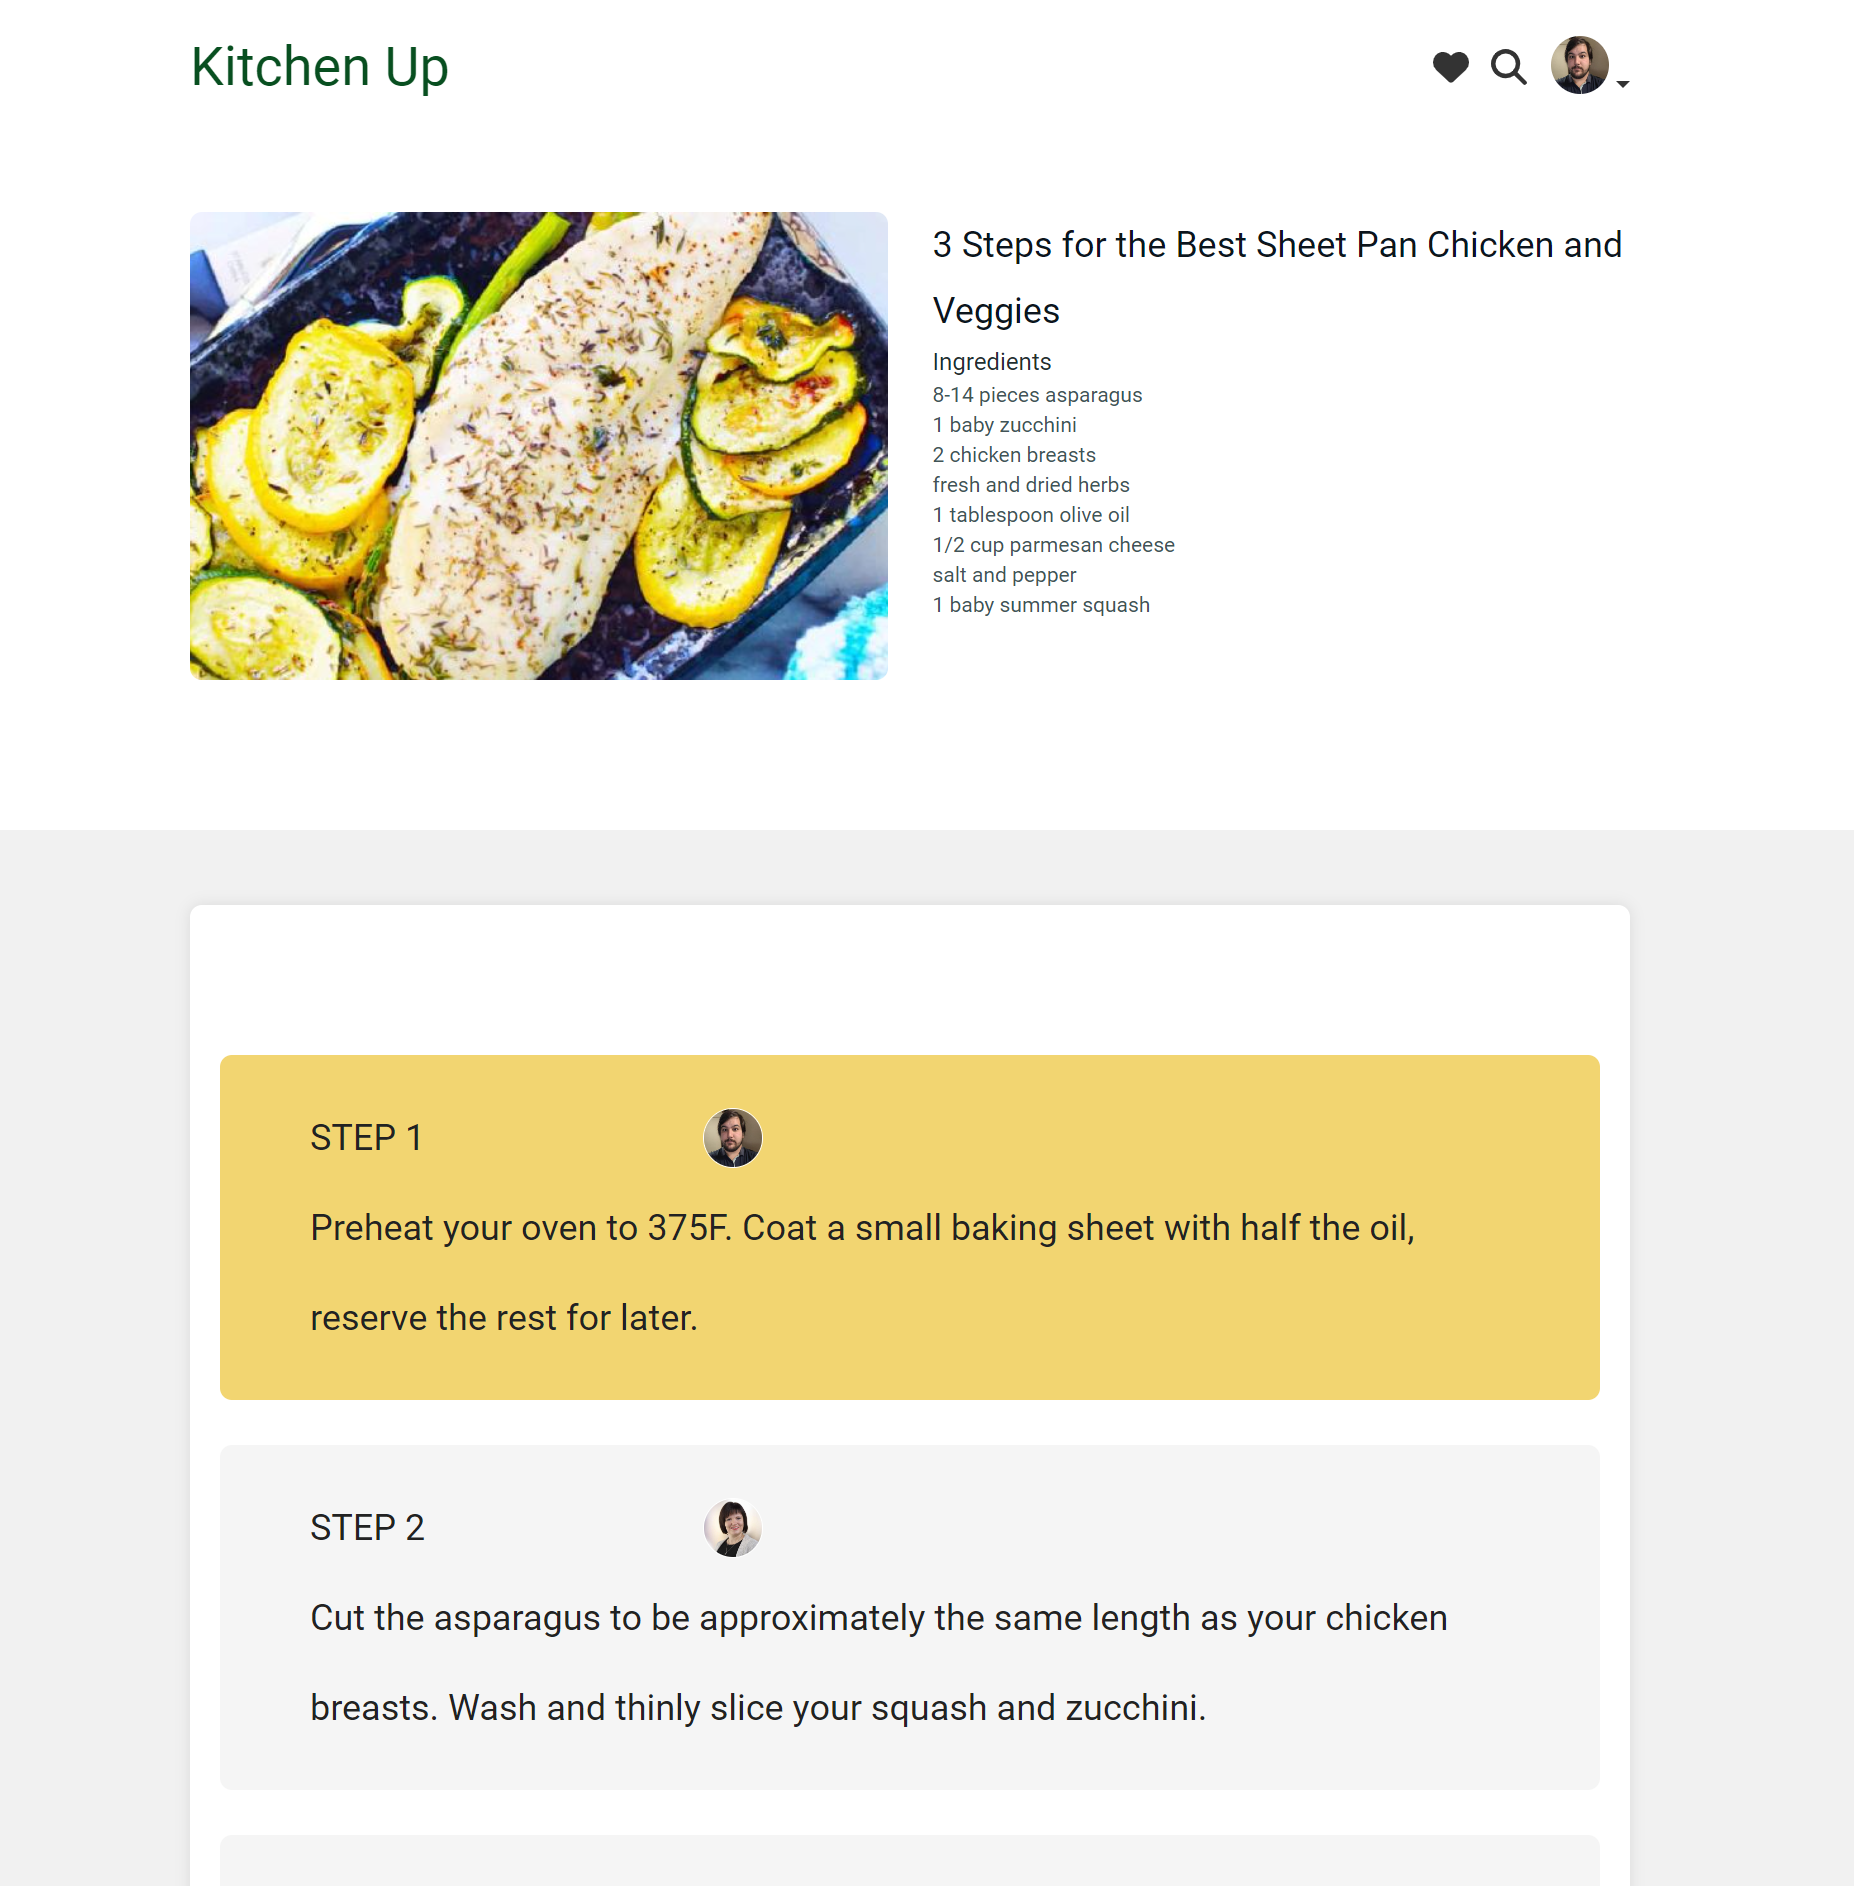 Kitchen Up
3 Steps for the Best Sheet Pan Chicken and
Veggies
Ingredients
8-14 pieces asparagus
1 baby zucchini
2 chicken breasts
fresh and dried herbs
1 tablespoon olive oil
1/2 cup parmesan cheese
salt and pepper
1 baby summer squash
STEP 1
Preheat your oven to 375F. Coat a small baking sheet with half the oil,
reserve the rest for later.
STEP 2
Cut the asparagus to be approximately the same length as your chicken
breasts. Wash and thinly slice your squash and zucchini.